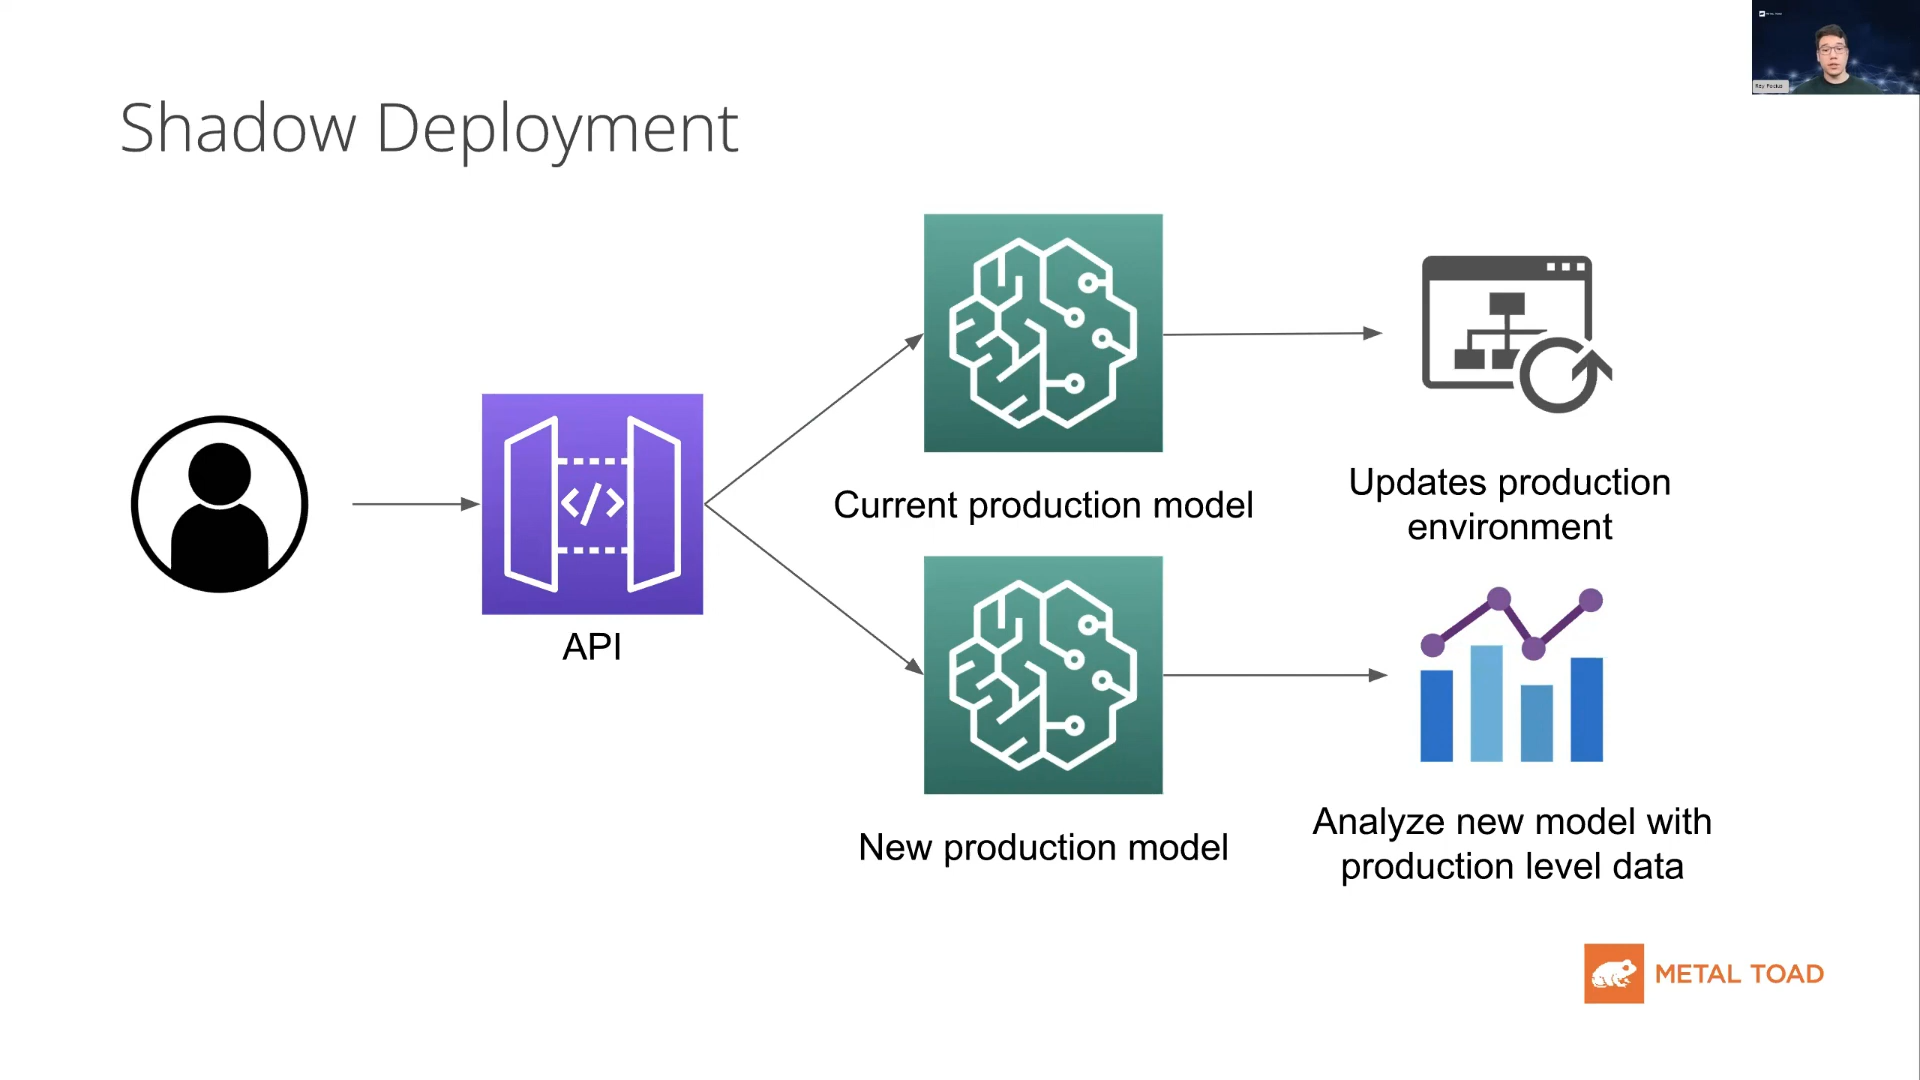 Shadow Deployment
</>
API
Current production model
New production model
Updates production
environment
Analyze new model with
production level data
METAL TOAD